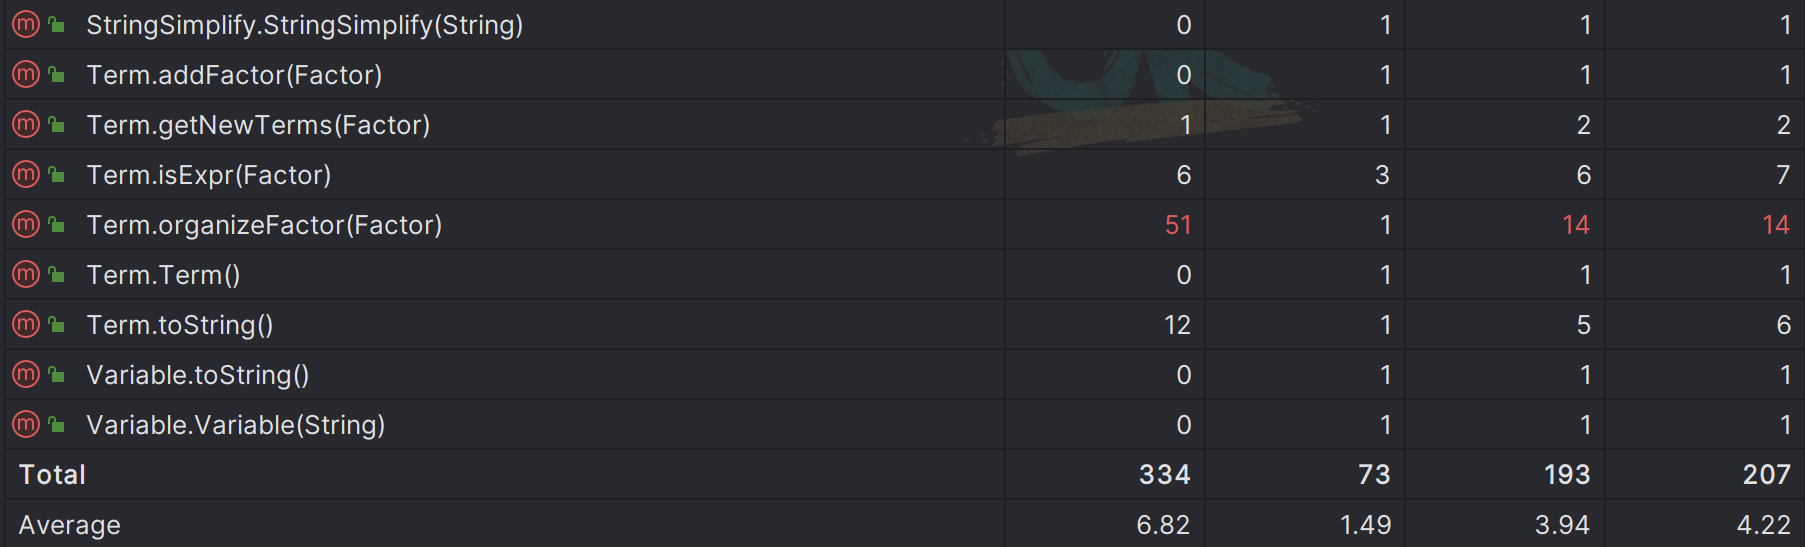 StringSimplify.StringSimplify(String) 0 1 1 1
Term.addFactor(Factor) 0 1 1 1
Term.getNewTerms(Factor) 1 1 2 2
Term.isExpr(Factor) 6 3 6 7
Term.organizeFactor(Factor) 51 1 14 14
Term.Term() 0 1 1 1
Term.toString() 12 1 5 6
Variable.toString() 0 1 1 1
Variable.Variable(String) 0 1 1 1
Total 334 73 193 207
Average 6.82 1.49 3.94 4.22